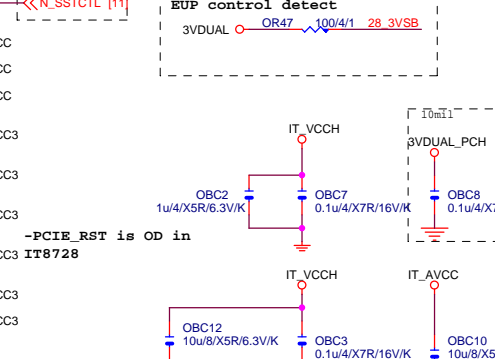 N_SSTCTL [11]
EUP control detect
3VDUAL OR47 100/4/1 28_3VSB
CC
CC
CC
CC3
CC3
CC3
CC3
CC3
CC3
10mil
IT_VCCH
3VDUAL_PCH
OBC2
1u/4/X5R/6.3V/K
OBC7
0.1u/4/X7R/16V/K
OBC8
0.1u/4/X7
-PCIE_RST is OD in
IT8728
IT_VCCH
IT_AVCC
OBC12
10u/8/X5R/6.3V/K
OBC3
0.1u/4/X7R/16V/K
OBC10
10u/8/X5